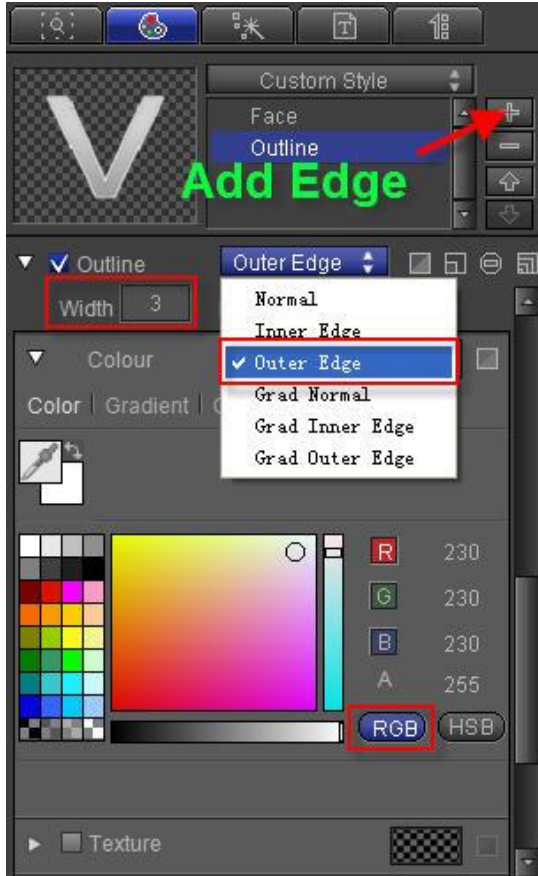 T
V
Custom Style
Face
Outline
Add Edge
Outline
Outer Edge
Width 3
Normal
Inner Edge
Outer Edge
Grad Normal
Grad Inner Edge
Grad Outer Edge
Colour
Color | Gradient |
R 230
G 230
B 230
A 255
RGB HSB
Texture